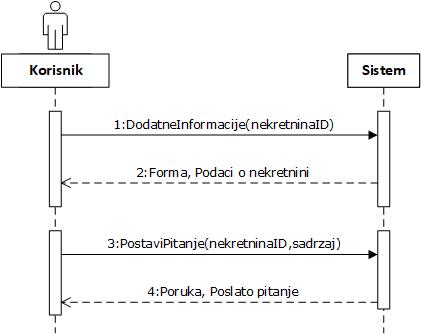 Korisnik
Sistem
1:DodatneInformacije(nekretninaID)
2:Forma, Podaci o nekretnini
3:PostaviPitanje(nekretninaID,sadrzaj)
4:Poruka, Poslato pitanje